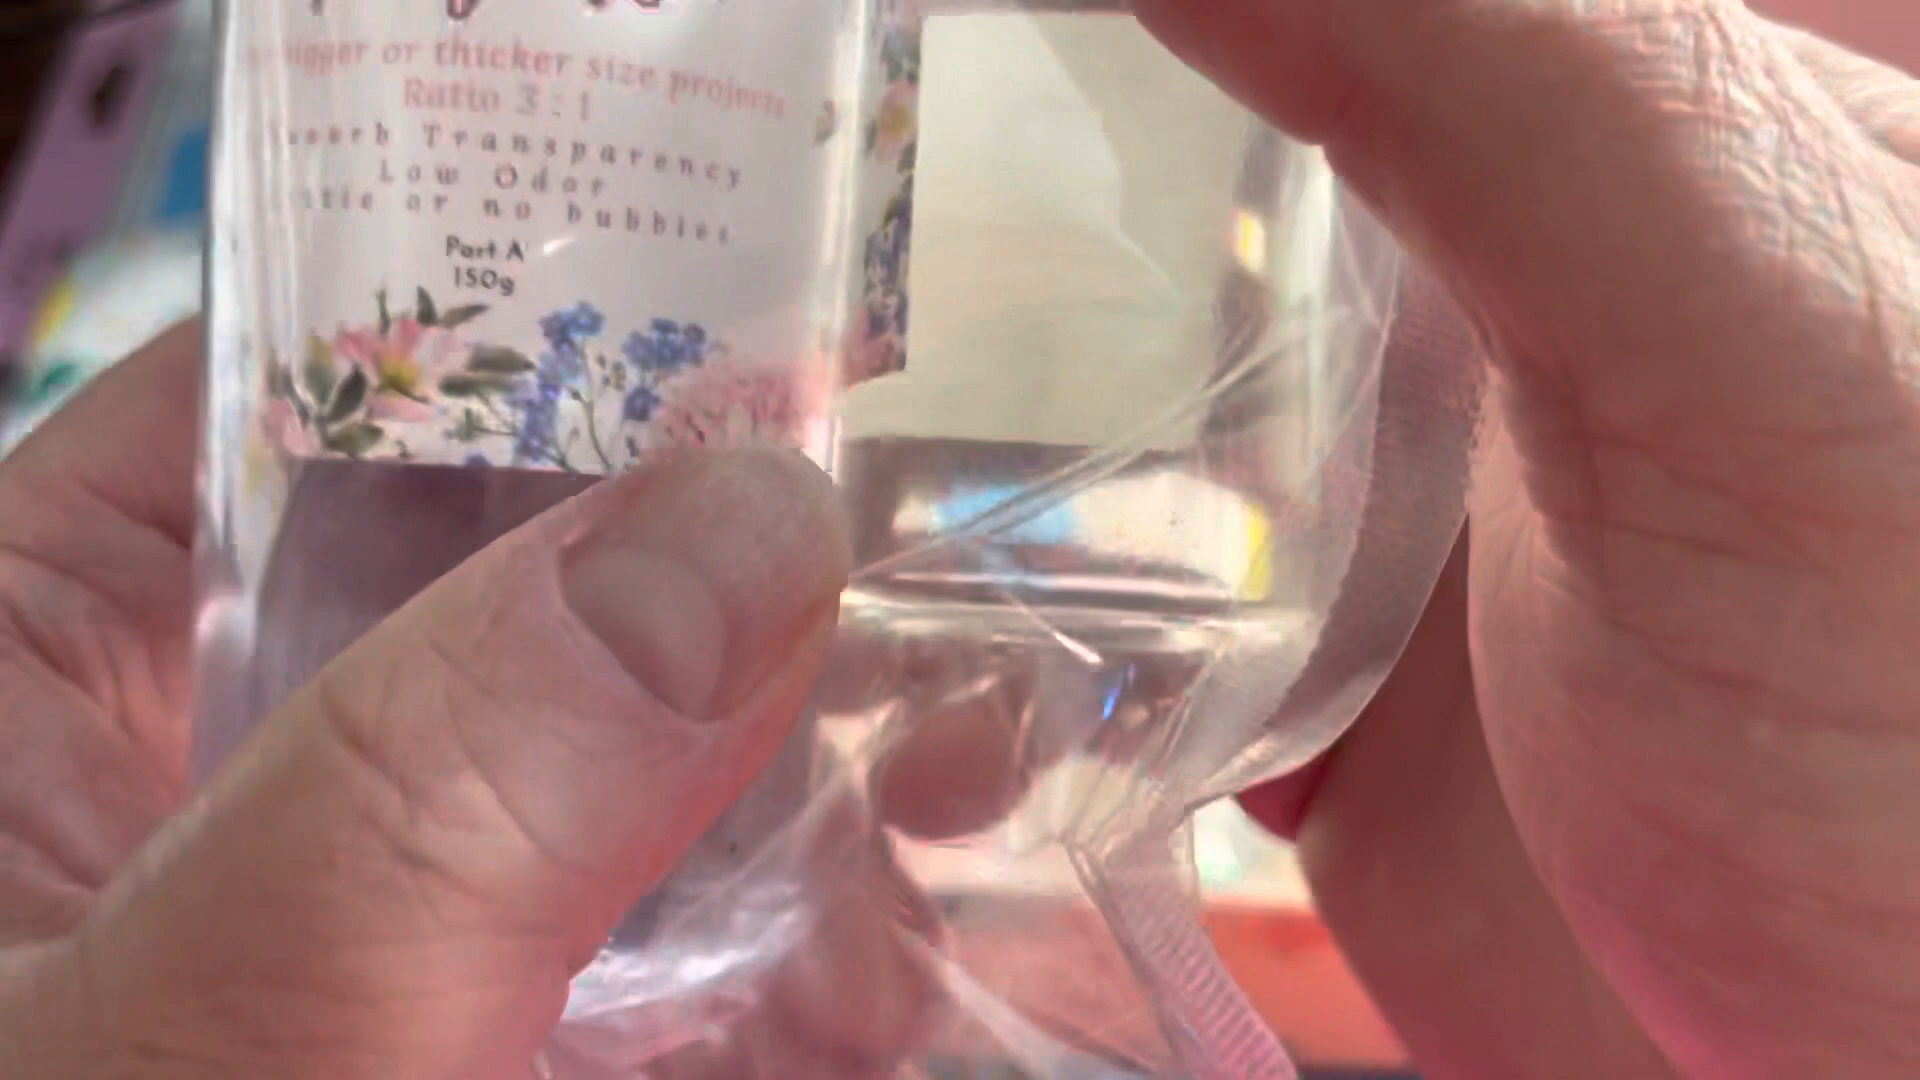 or thicker size projects
Ratio 3 : 1
Transparency
Low Odor
or no bubbles
Part A
150g